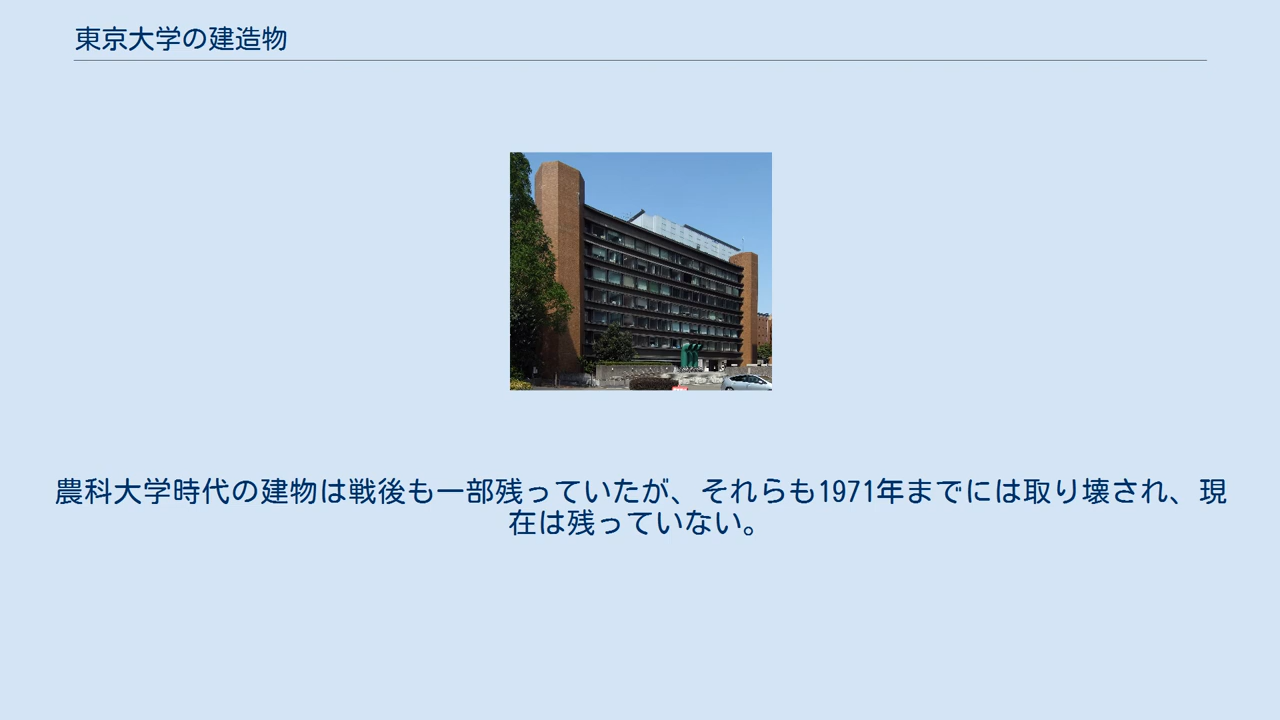 東京大学の建造物
農科大学時代の建物は戦後も一部残っていたが、それらも1971年までには取り壊され、現
在は残っていない。